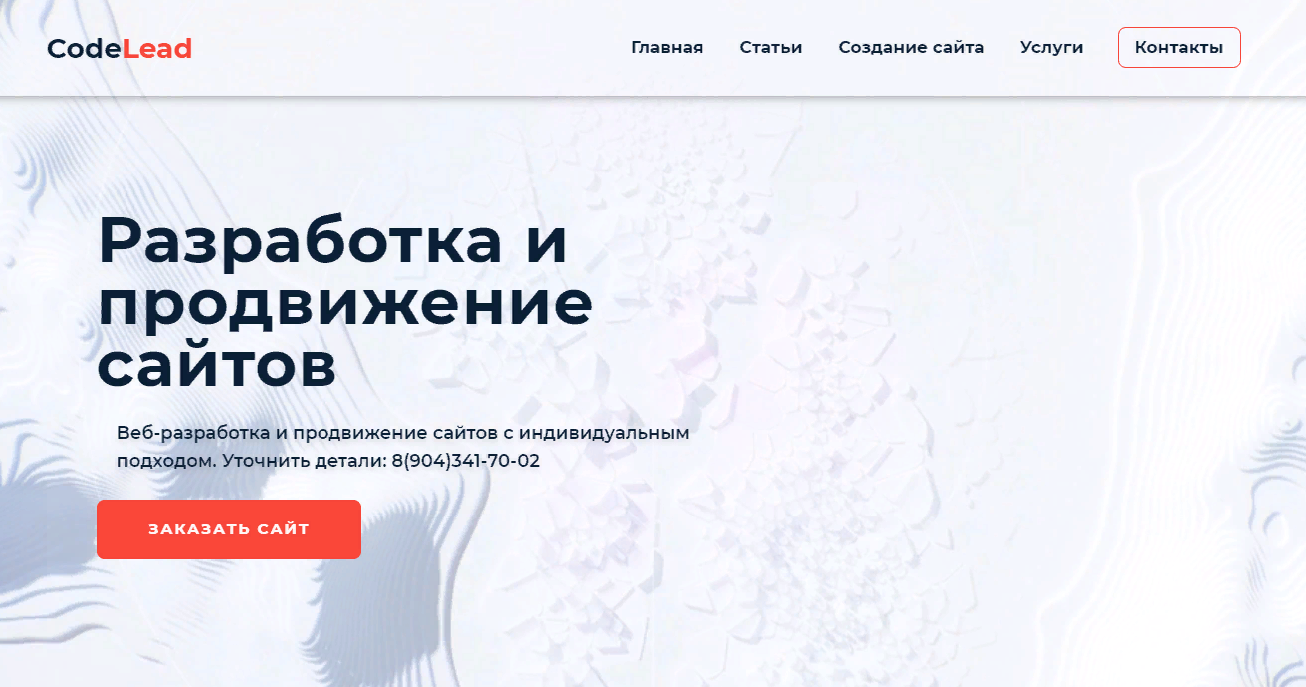 CodeLead
Главная Статьи Создание сайта Услуги Контакты
Разработка и
продвижение
сайтов
Веб-разработка и продвижение сайтов с индивидуальным
подходом. Уточнить детали: 8(904)341-70-02
ЗАКАЗАТЬ САЙТ